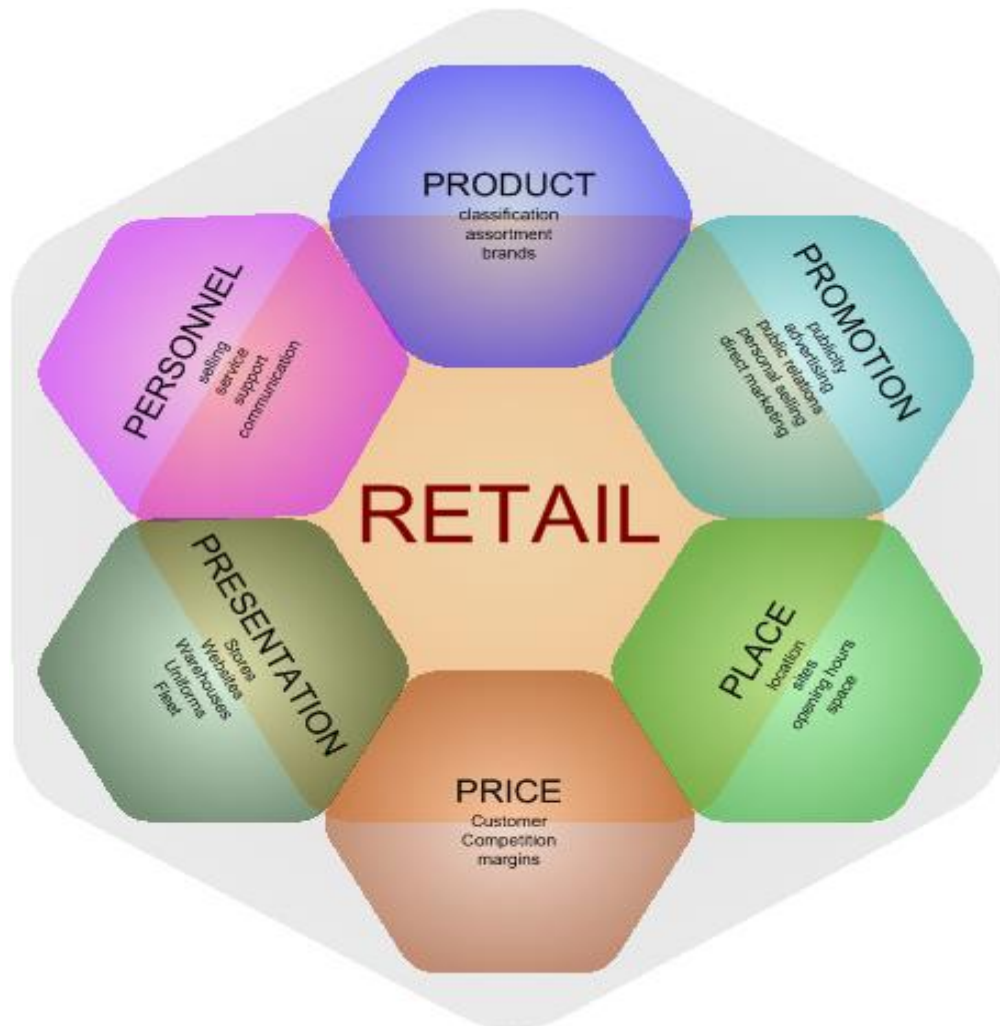 PRODUCT
classification
assortment
brands
PROMOTION
publicity
advertising
public relations
personal selling
direct marketing
PERSONNEL
selling
service
support
communication
RETAIL
PRESENTATION
Stores
Websites
Warehouses
Uniforms
Fleet
PLACE
location
sites
opening hours
space
PRICE
Customer
Competition
margins